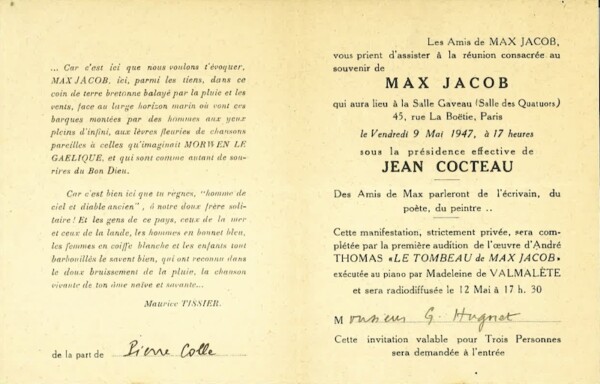 ... Car c'est ici que nous voulons t'évoquer,
MAX JACOB, ici, parmi les tiens, dans ce
coin de terre bretonne balayé par la pluie et les
vents, face au large horizon marin où vont ces
barques montées par des hommes aux yeux
pleins d'infini, aux lèvres fleuries de chansons
pareilles à celles qu'imaginait MORWEN LE
GAELIQUE, et qui sont comme autant de sou-
rires du Bon Dieu.
Car c'est bien ici que tu règnes, "homme de
ciel et diable ancien", ô notre doux frère soli-
taire! Et les gens de ce pays, ceux de la mer
et ceux de la lande, les hommes en bonnet bleu,
les femmes en coiffe blanche et les enfants tout
barbouillés le savent bien, qui ont reconnu dans
le doux bruissement de la pluie, la chanson
vivante de ton âme naïve et savante...
Maurice TISSIER.
de la part de Pierre Colle
Les Amis de MAX JACOB,
vous prient d'assister à la réunion consacrée au
souvenir de
MAX JACOB
qui aura lieu à la Salle Gaveau (Salle des Quatuors)
45, rue La Boëtie, Paris
le Vendredi 9 Mai 1947, à 17 heures
sous la présidence effective de
JEAN COCTEAU
Des Amis de Max parleront de l'écrivain, du
poète, du peintre ..
Cette manifestation, strictement privée, sera com-
plétée par la première audition de l'œuvre d'André
THOMAS «LE TOMBEAU de MAX JACOB»
exécutée au piano par Madeleine de VALMALÈTE
et sera radiodiffusée le 12 Mai à 17 h. 30
Monsieur G. Hugnet
Cette invitation valable pour Trois Personnes
sera demandée à l'entrée